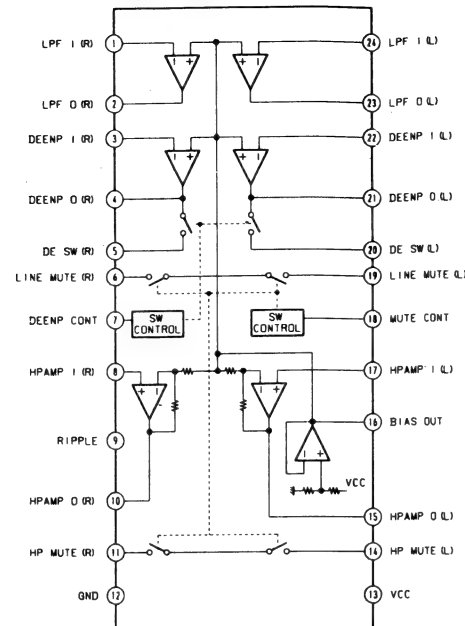 LPF I (R) 1 24 LPF I (L)
LPF O (R) 2 23 LPF O (L)
DEENP I (R) 3 22 DEENP I (L)
DEENP O (R) 4 21 DEENP O (L)
DE SW (R) 5 20 DE SW (L)
LINE MUTE (R) 6 19 LINE MUTE (L)
DEENP CONT 7 SW CONTROL SW CONTROL 18 MUTE CONT
HPAMP I (R) 8 17 HPAMP I (L)
RIPPLE 9 16 BIAS OUT
VCC
HPAMP O (R) 10 15 HPAMP O (L)
HP MUTE (R) 11 14 HP MUTE (L)
GND 12 13 VCC